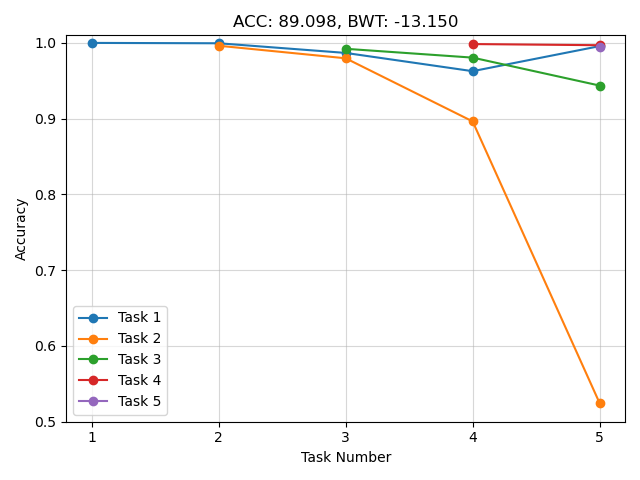 ACC: 89.098, BWT: -13.150
1.0
0.9
0.8
0.7
0.6
0.5
Accuracy
Task 1
Task 2
Task 3
Task 4
Task 5
1 2 3 4 5
Task Number